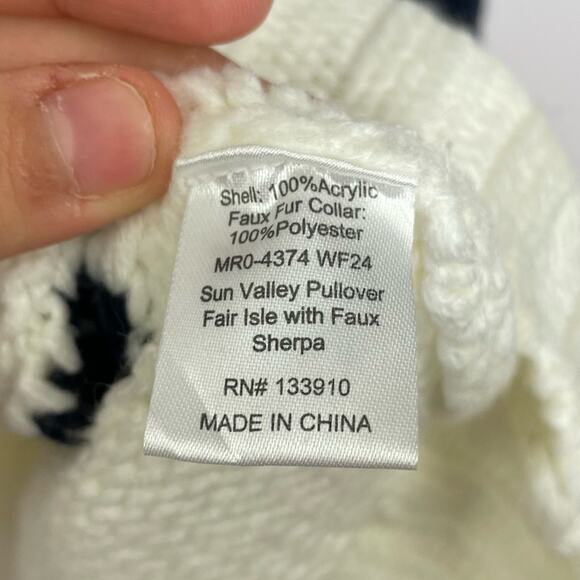 Shell: 100%Acrylic
Faux Fur Collar:
100%Polyester
MR0-4374 WF24
Sun Valley Pullover
Fair Isle with Faux
Sherpa
RN# 133910
MADE IN CHINA